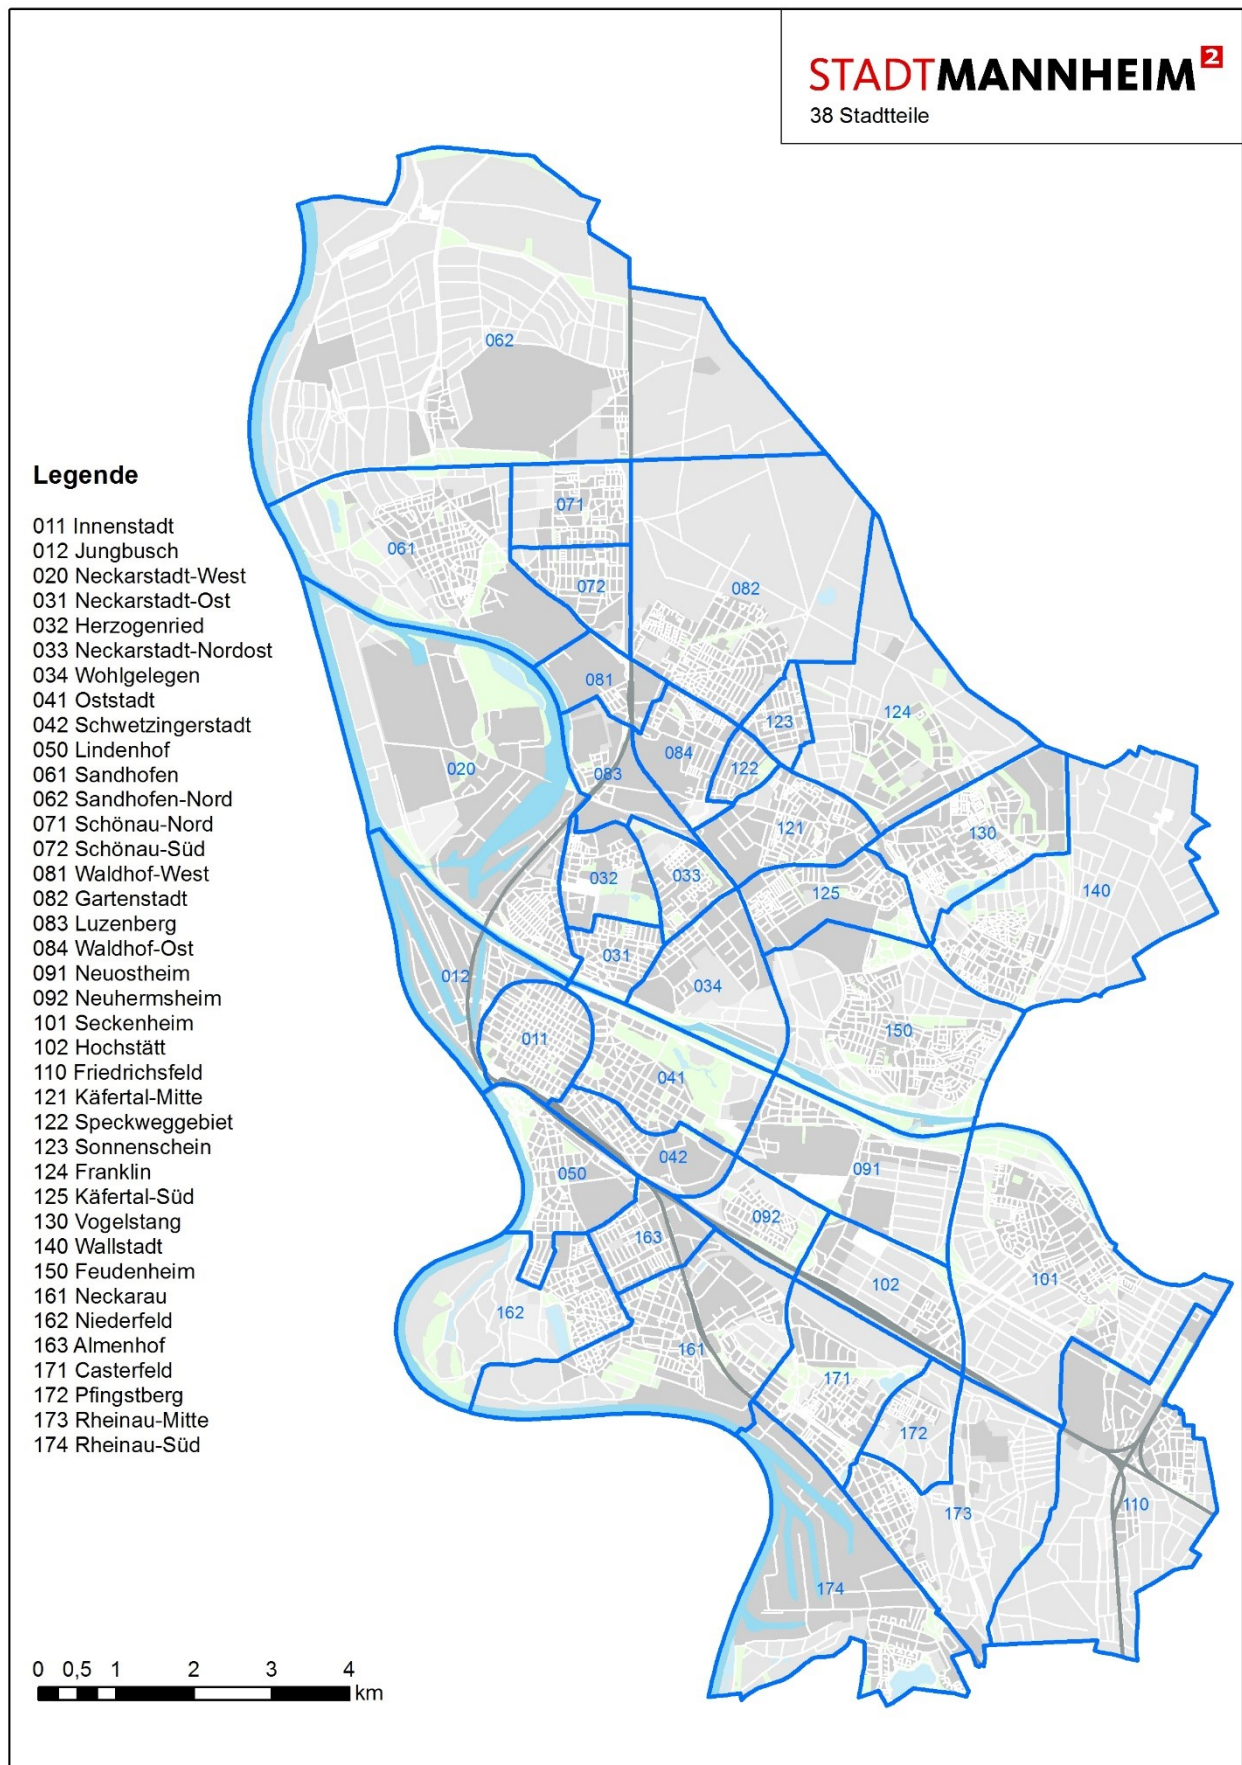 STADTMANNHEIM²
38 Stadtteile
Legende
011 Innenstadt
012 Jungbusch
020 Neckarstadt-West
031 Neckarstadt-Ost
032 Herzogenried
033 Neckarstadt-Nordost
034 Wohlgelegen
041 Oststadt
042 Schwetzingerstadt
050 Lindenhof
061 Sandhofen
062 Sandhofen-Nord
071 Schönau-Nord
072 Schönau-Süd
081 Waldhof-West
082 Gartenstadt
083 Luzenberg
084 Waldhof-Ost
091 Neuostheim
092 Neuhermsheim
101 Seckenheim
102 Hochstätt
110 Friedrichsfeld
121 Käfertal-Mitte
122 Speckweggebiet
123 Sonnenschein
124 Franklin
125 Käfertal-Süd
130 Vogelstang
140 Wallstadt
150 Feudenheim
161 Neckarau
162 Niederfeld
163 Almenhof
171 Casterfeld
172 Pfingstberg
173 Rheinau-Mitte
174 Rheinau-Süd
062
071
061
072
082
081
123
124
084
020
083
122
121
130
032
033
125
140
031
012
034
150
011
041
042
091
050
092
163
101
102
162
161
171
172
110
173
174
0 0,5 1 2 3 4
km